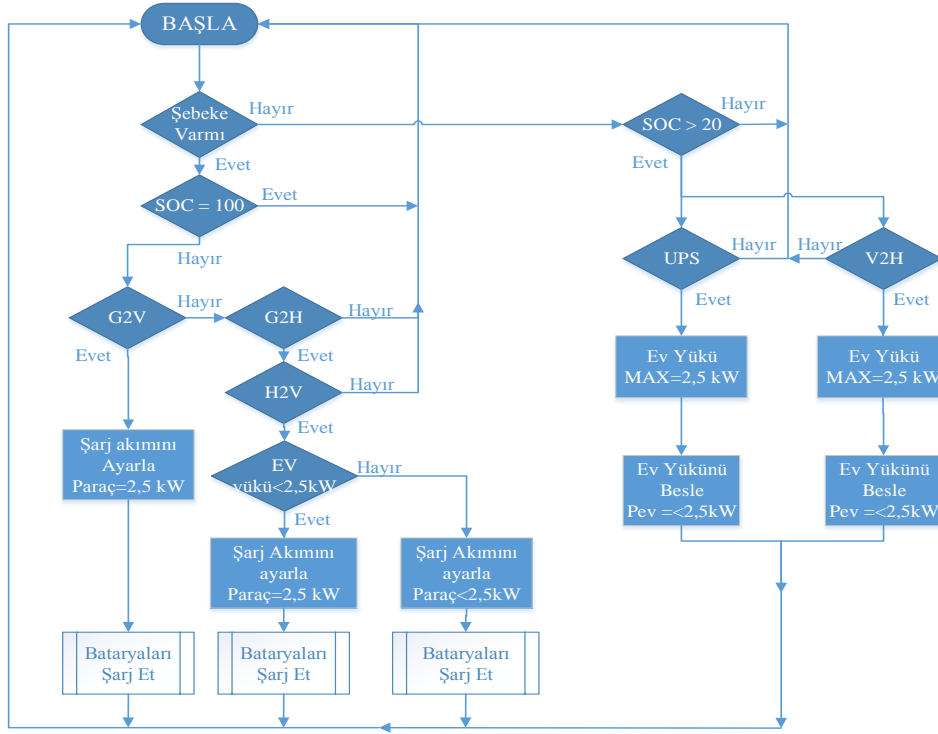 BAŞLA
Şebeke
Varmı
Hayır
Evet
SOC > 20
Hayır
Evet
SOC = 100
Evet
Hayır
UPS
Hayır
Evet
V2H
Hayır
Evet
G2V
Hayır
Evet
G2H
Hayır
Evet
H2V
Hayır
Evet
Ev Yükü
MAX=2,5 kW
Ev Yükü
MAX=2,5 kW
Şarj akımını
Ayarla
Paraç=2,5 kW
EV
yükü<2,5kW
Hayır
Evet
Ev Yükünü
Besle
Pev =<2,5kW
Ev Yükünü
Besle
Pev =<2,5kW
Şarj Akımını
ayarla
Paraç=2,5 kW
Şarj Akımını
ayarla
Paraç<2,5kW
Bataryaları
Şarj Et
Bataryaları
Şarj Et
Bataryaları
Şarj Et